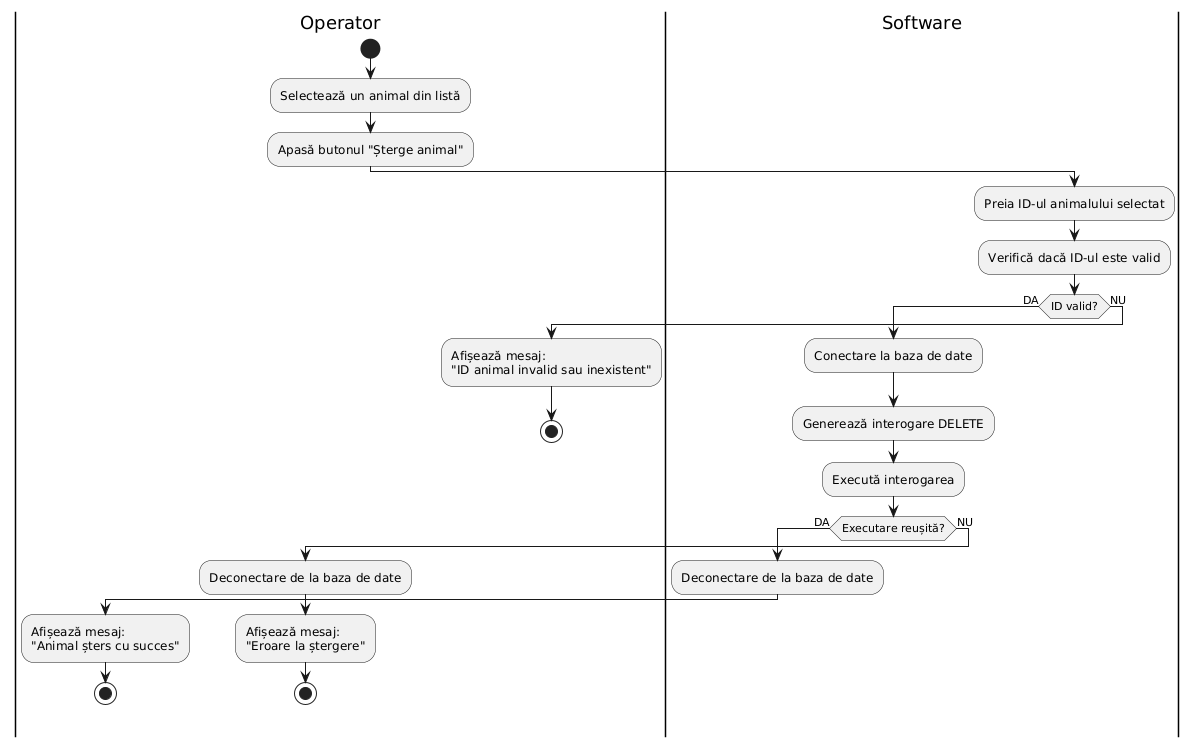 Operator
Software
Selectează un animal din listă
Apasă butonul "Șterge animal"
Preia ID-ul animalului selectat
Verifică dacă ID-ul este valid
DA
ID valid?
NU
Afișează mesaj:
"ID animal invalid sau inexistent"
Conectare la baza de date
Generează interogare DELETE
Execută interogarea
DA
Executare reușită?
NU
Deconectare de la baza de date
Deconectare de la baza de date
Afișează mesaj:
"Animal șters cu succes"
Afișează mesaj:
"Eroare la ștergere"